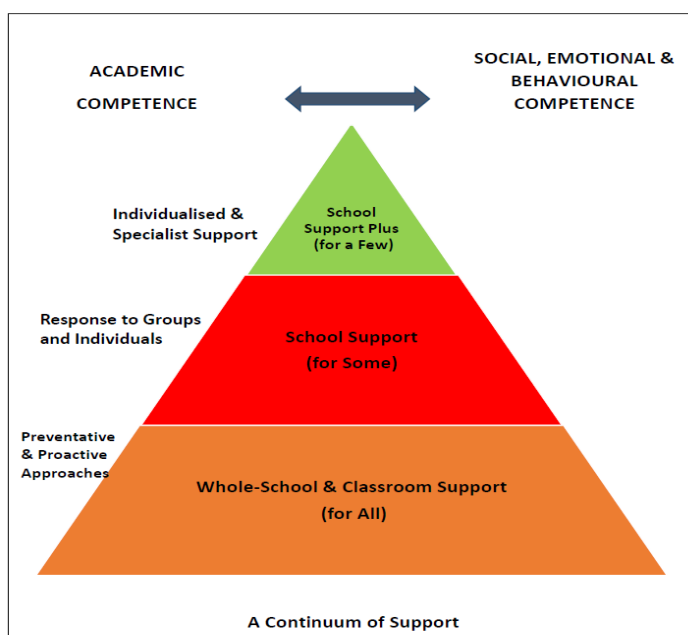 ACADEMIC
COMPETENCE
SOCIAL, EMOTIONAL &
BEHAVIOURAL
COMPETENCE
Individualised &
Specialist Support
School
Support Plus
(for a Few)
Response to Groups
and Individuals
School Support
(for Some)
Preventative
& Proactive
Approaches
Whole-School & Classroom Support
(for All)
A Continuum of Support